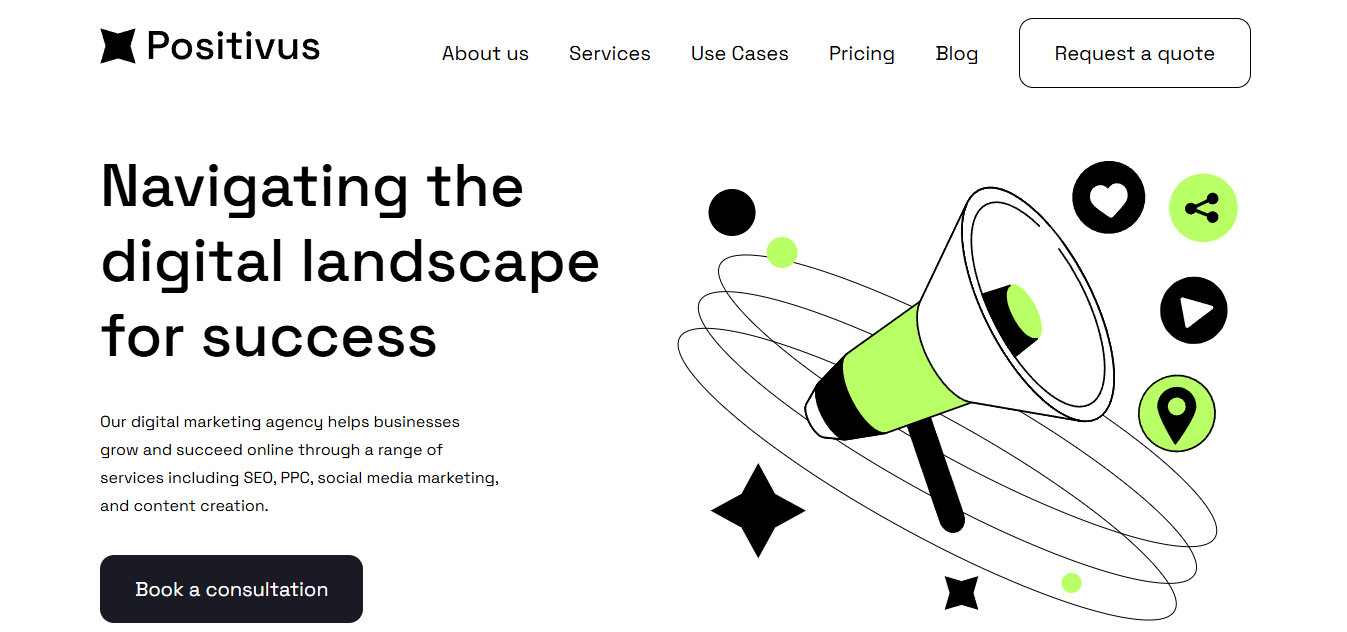 Positivus
About us
Services
Use Cases
Pricing
Blog
Request a quote
Navigating the
digital landscape
for success
Our digital marketing agency helps businesses
grow and succeed online through a range of
services including SEO, PPC, social media marketing,
and content creation.
Book a consultation